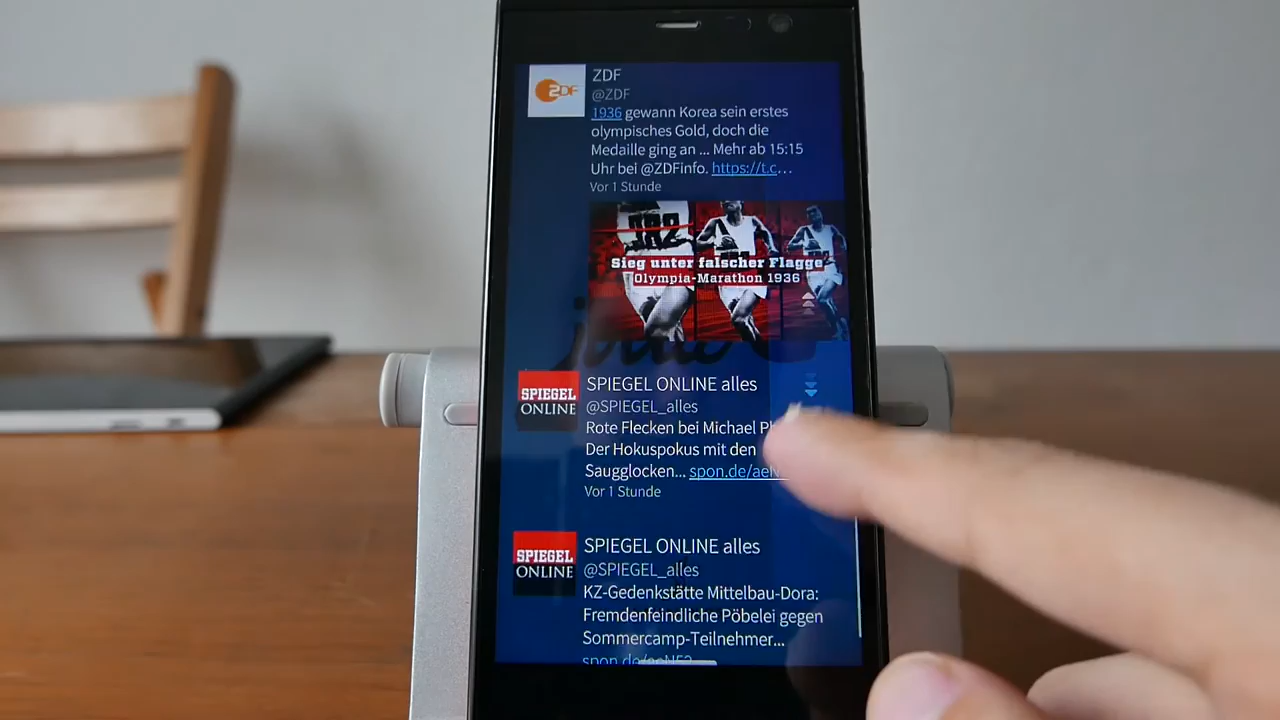 ZDF
ZDF
@ZDF
1936 gewann Korea sein erstes
olympisches Gold, doch die
Medaille ging an ... Mehr ab 15:15
Uhr bei @ZDFinfo. https://t.c...
Vor 1 Stunde
382
Sieg unter falscher Flagge
Olympia-Marathon 1936
SPIEGEL
ONLINE
SPIEGEL ONLINE alles
@SPIEGEL_alles
Rote Flecken bei Michael
Der Hokuspokus mit den
Saugglocken... spon.de/aeN
Vor 1 Stunde
SPIEGEL
ONLINE
SPIEGEL ONLINE alles
@SPIEGEL_alles
KZ-Gedenkstätte Mittelbau-Dora:
Fremdenfeindliche Pöbelei gegen
Sommercamp-Teilnehmer...